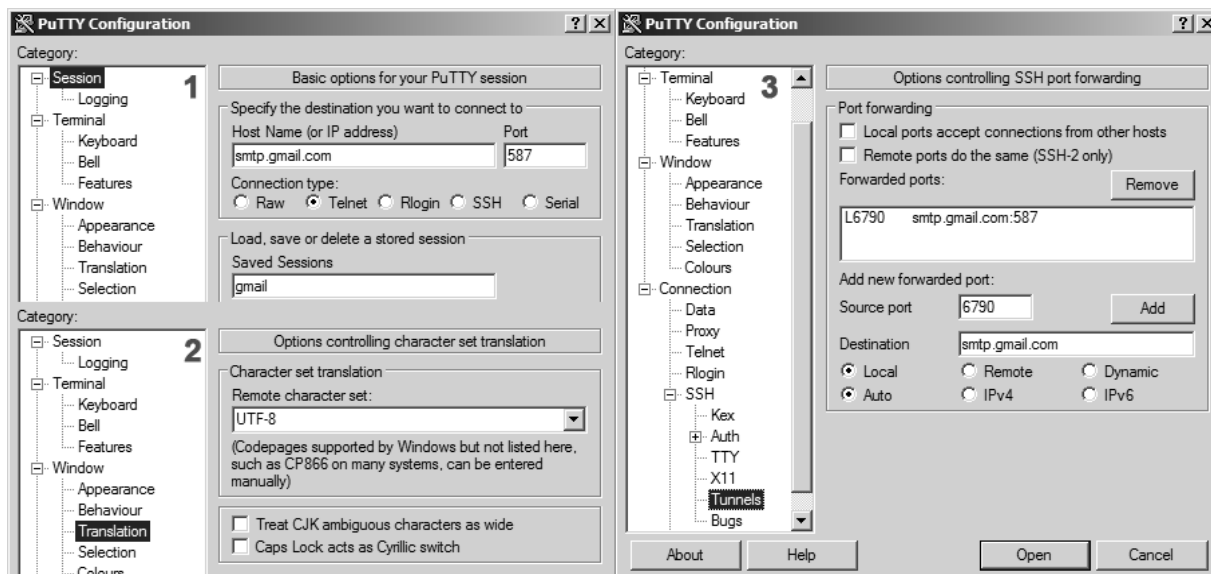 PuTTY Configuration
Category:
1
Session
Logging
Terminal
Keyboard
Bell
Features
Window
Appearance
Behaviour
Translation
Selection
Basic options for your PuTTY session
Specify the destination you want to connect to
Host Name (or IP address) Port
smtp.gmail.com 587
Connection type:
Raw Telnet Rlogin SSH Serial
Load, save or delete a stored session
Saved Sessions
gmail
Category:
2
Session
Logging
Terminal
Keyboard
Bell
Features
Window
Appearance
Behaviour
Translation
Selection
Colours
Options controlling character set translation
Character set translation
Remote character set:
UTF-8
(Codepages supported by Windows but not listed here,
such as CP866 on many systems, can be entered
manually)
Treat CJK ambiguous characters as wide
Caps Lock acts as Cyrillic switch
PuTTY Configuration
Category:
3
Terminal
Keyboard
Bell
Features
Window
Appearance
Behaviour
Translation
Selection
Colours
Connection
Data
Proxy
Telnet
Rlogin
SSH
Kex
Auth
TTY
X11
Tunnels
Bugs
Options controlling SSH port forwarding
Port forwarding
Local ports accept connections from other hosts
Remote ports do the same (SSH-2 only)
Forwarded ports: Remove
L6790 smtp.gmail.com:587
Add new forwarded port:
Source port 6790 Add
Destination smtp.gmail.com
Local Remote Dynamic
Auto IPv4 IPv6
About Help Open Cancel